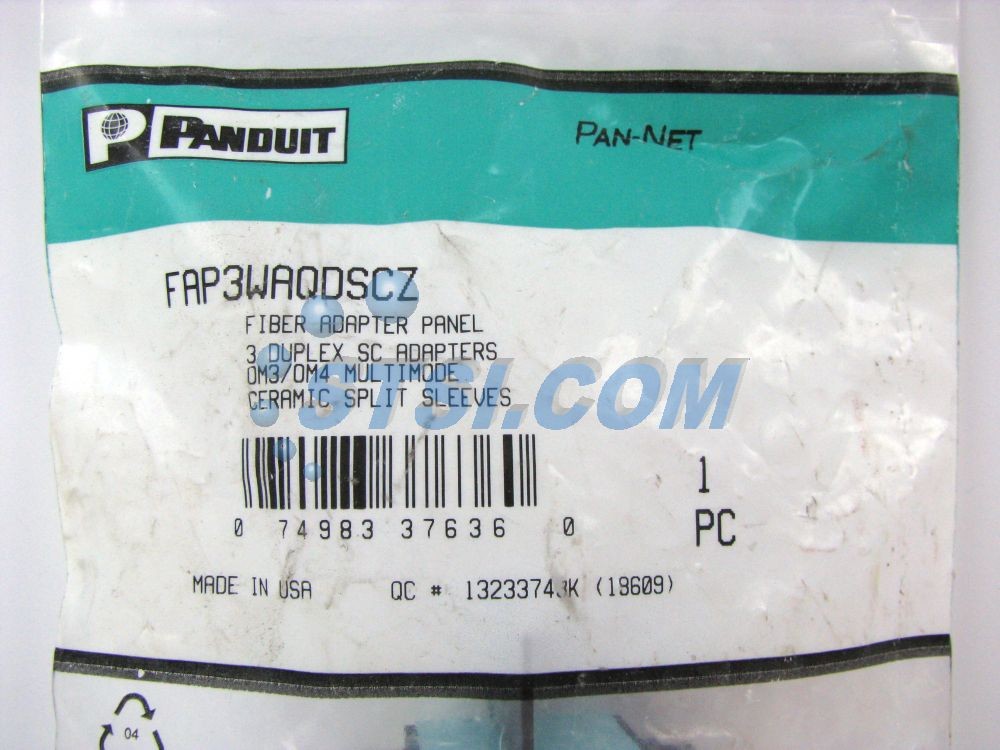 PANDUIT
PAN-NET
FAP3WAQDSCZ
FIBER ADAPTER PANEL
3 DUPLEX SC ADAPTERS
OM3/OM4 MULTIMODE
CERAMIC SPLIT SLEEVES
STSI.COM
0 74983 37636 0
1
PC
MADE IN USA QC # (19609)
04